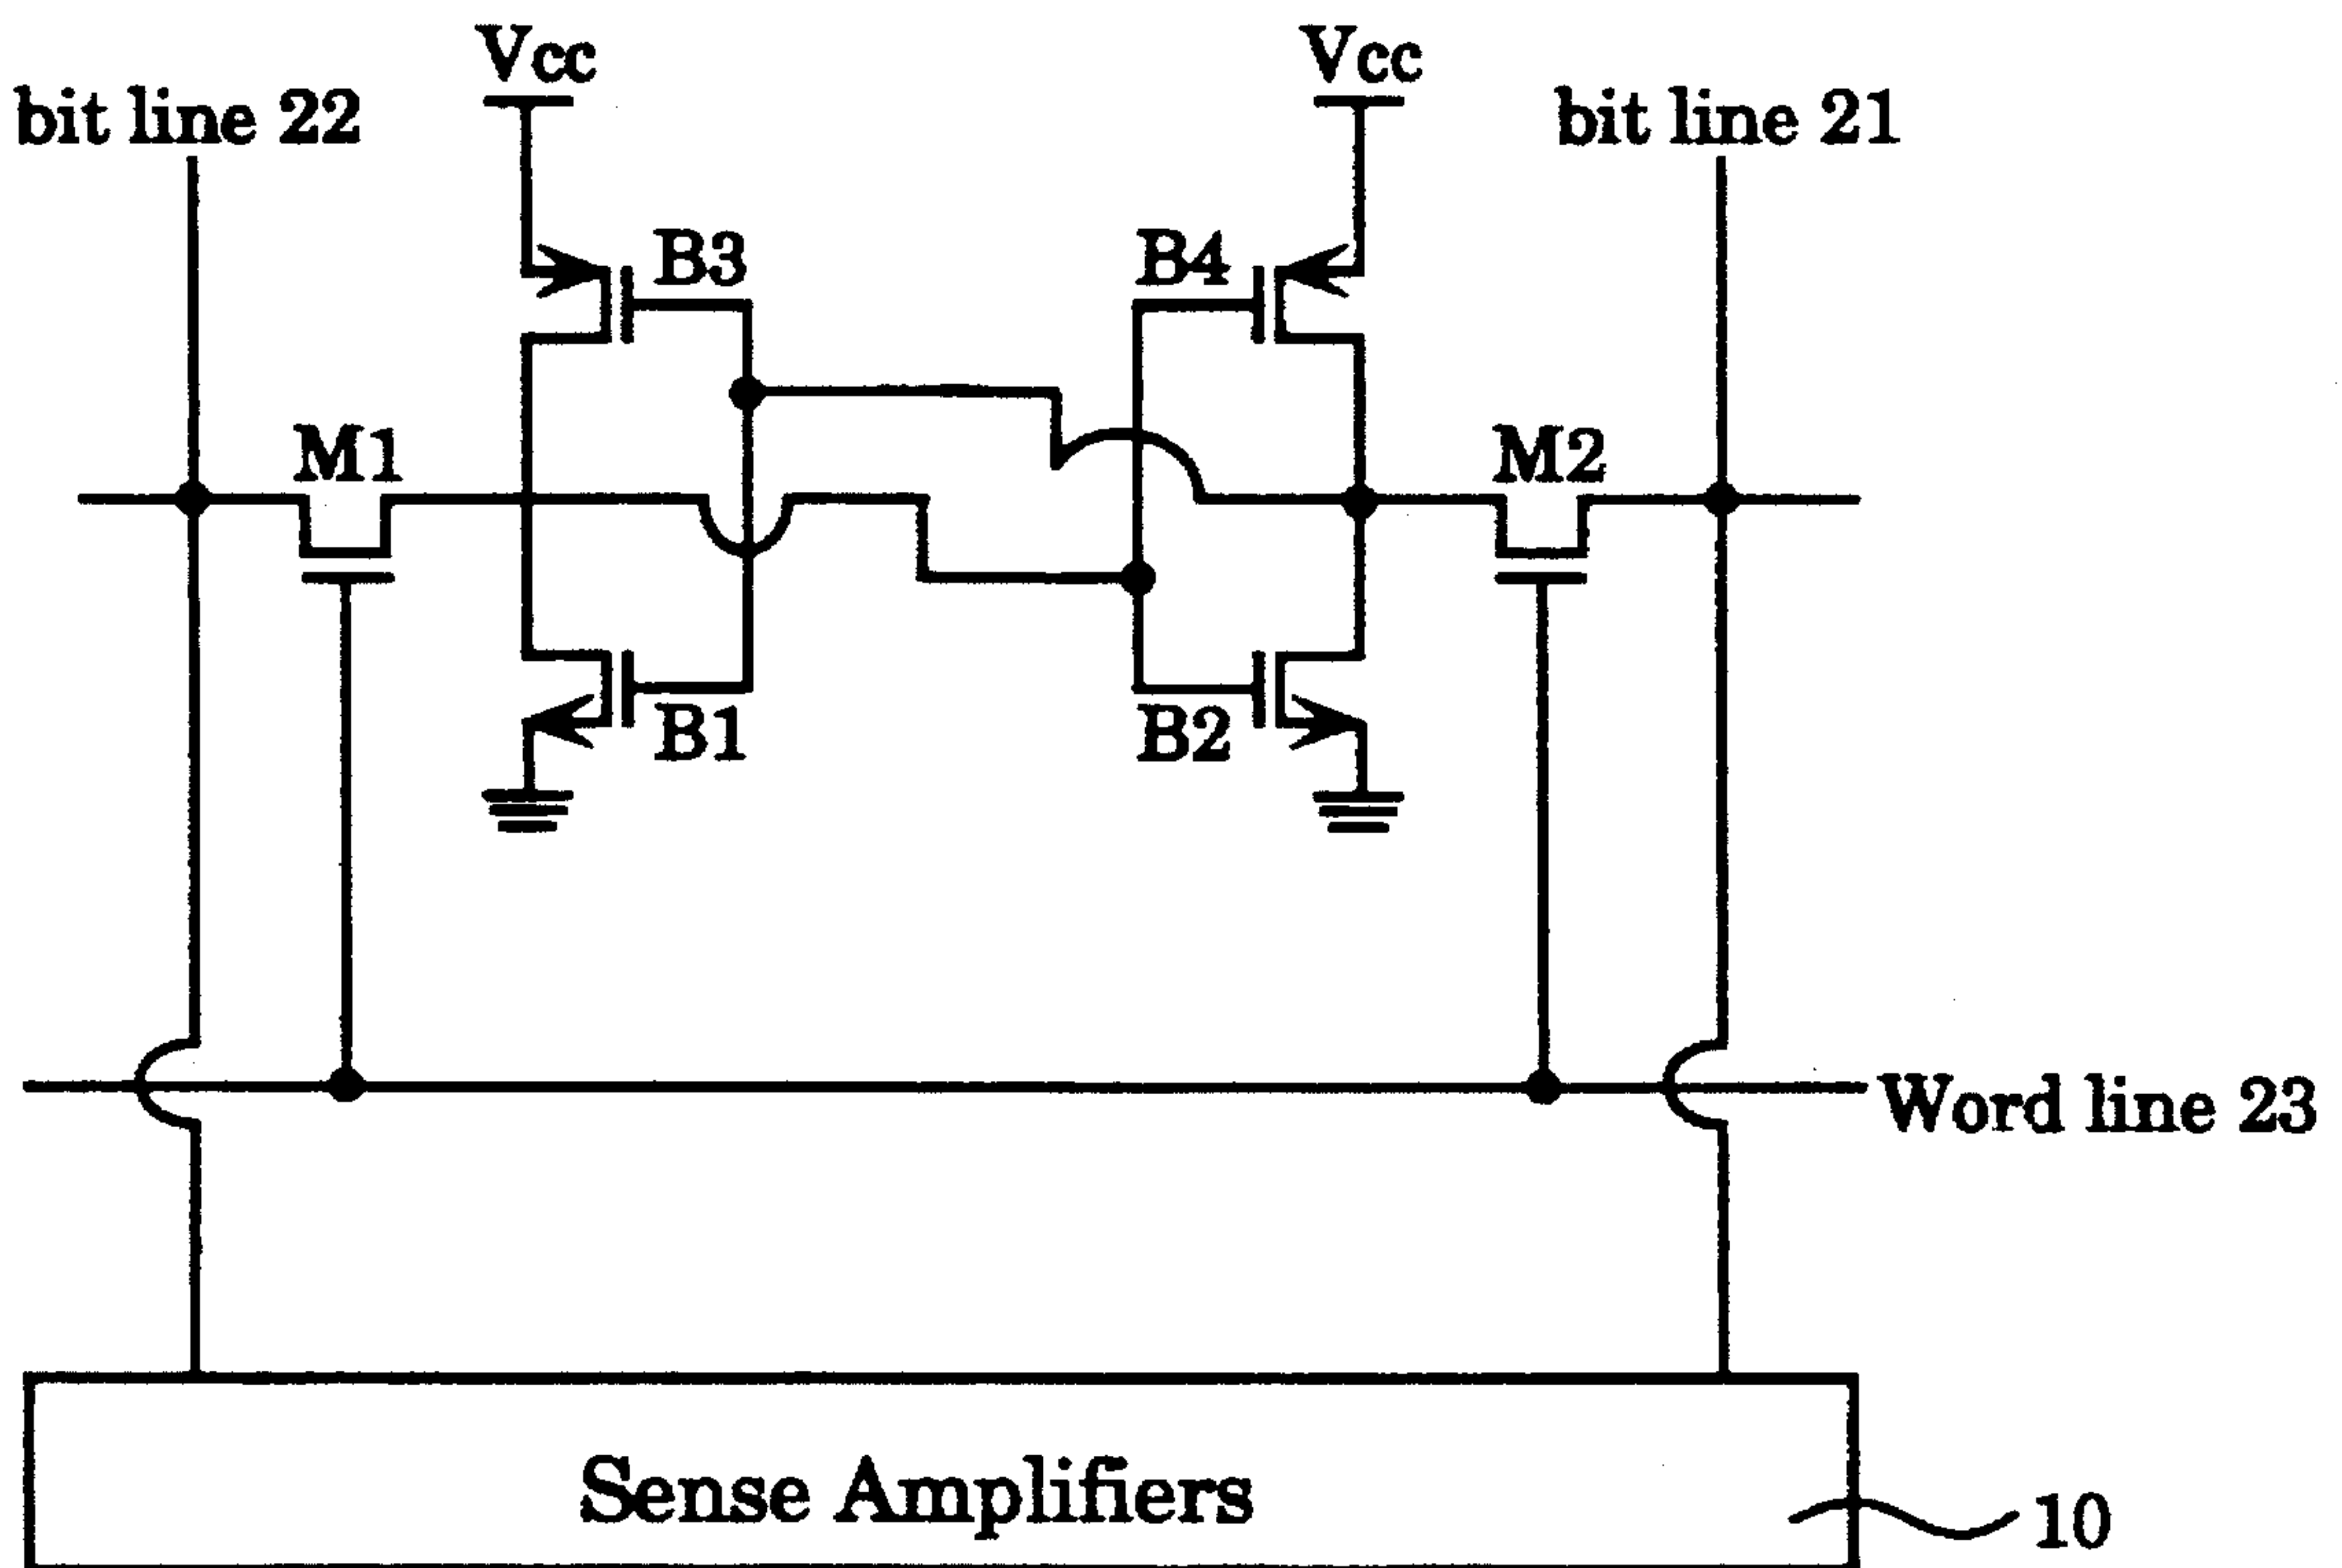 Vcc
Vcc
bit line 22
bit line 21
B3
B4
M1
M2
B1
B2
Word line 23
Sense Amplifiers
10